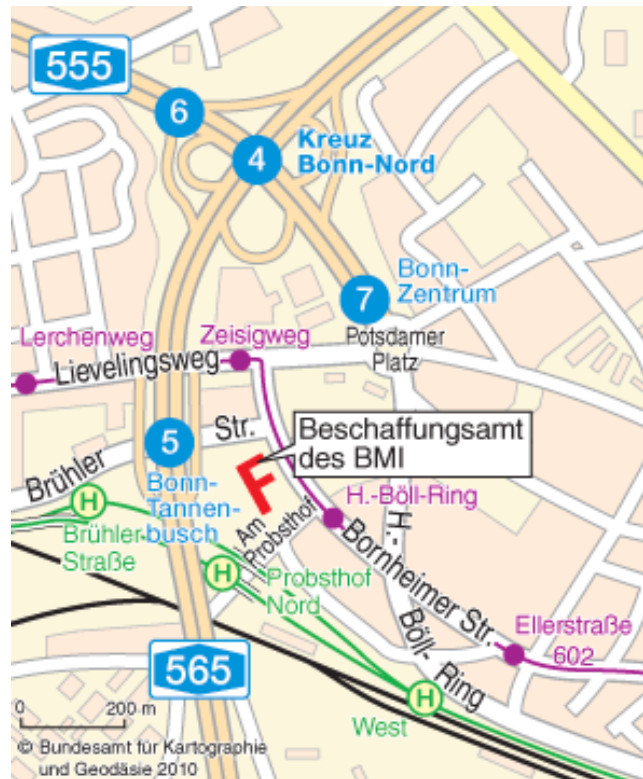 555
6
4
Kreuz
Bonn-Nord
7
Bonn-
Zentrum
Lerchenweg
Zeisigweg
Potsdamer
Platz
Lievelingsweg
5
Str.
Beschaffungsamt
des BMI
Brühler
Bonn-
Tannen-
busch
F
H.-Böll-Ring
H
Brühler
Straße
Am
Probsthof
H.-
Bornheimer Str.
H
Probsthof
Nord
Böll-
Ring
Ellerstraße
602
565
H
West
0
200 m
© Bundesamt für Kartographie
und Geodäsie 2010